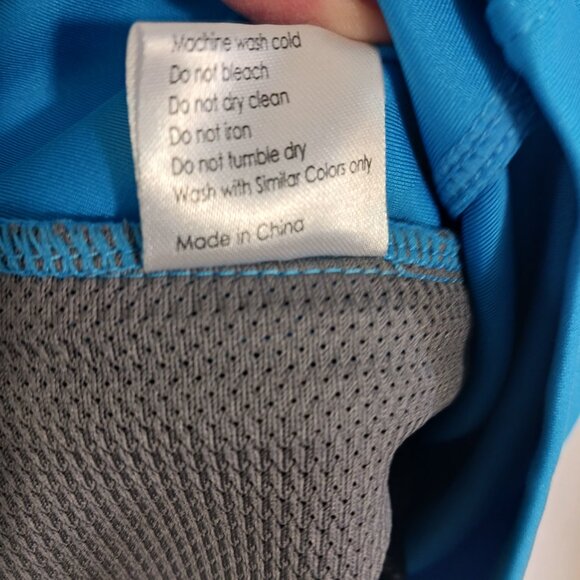 Machine wash cold
Do not bleach
Do not dry clean
Do not iron
Do not tumble dry
Wash with Similar Colors only
Made in China